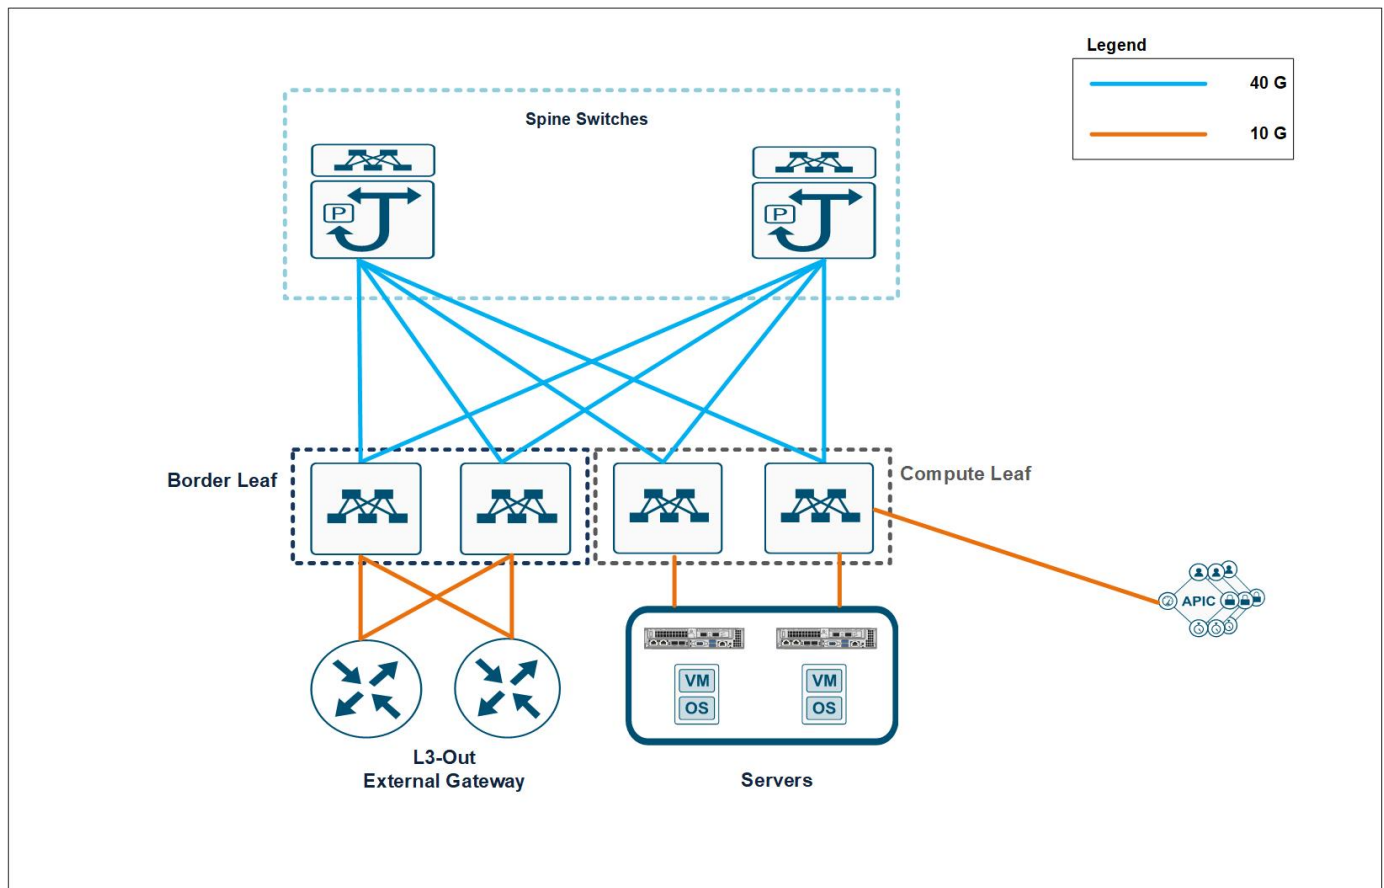 Legend
40 G
10 G
Spine Switches
P
P
Border Leaf
Compute Leaf
APIC
VM
OS
VM
OS
L3-Out
External Gateway
Servers